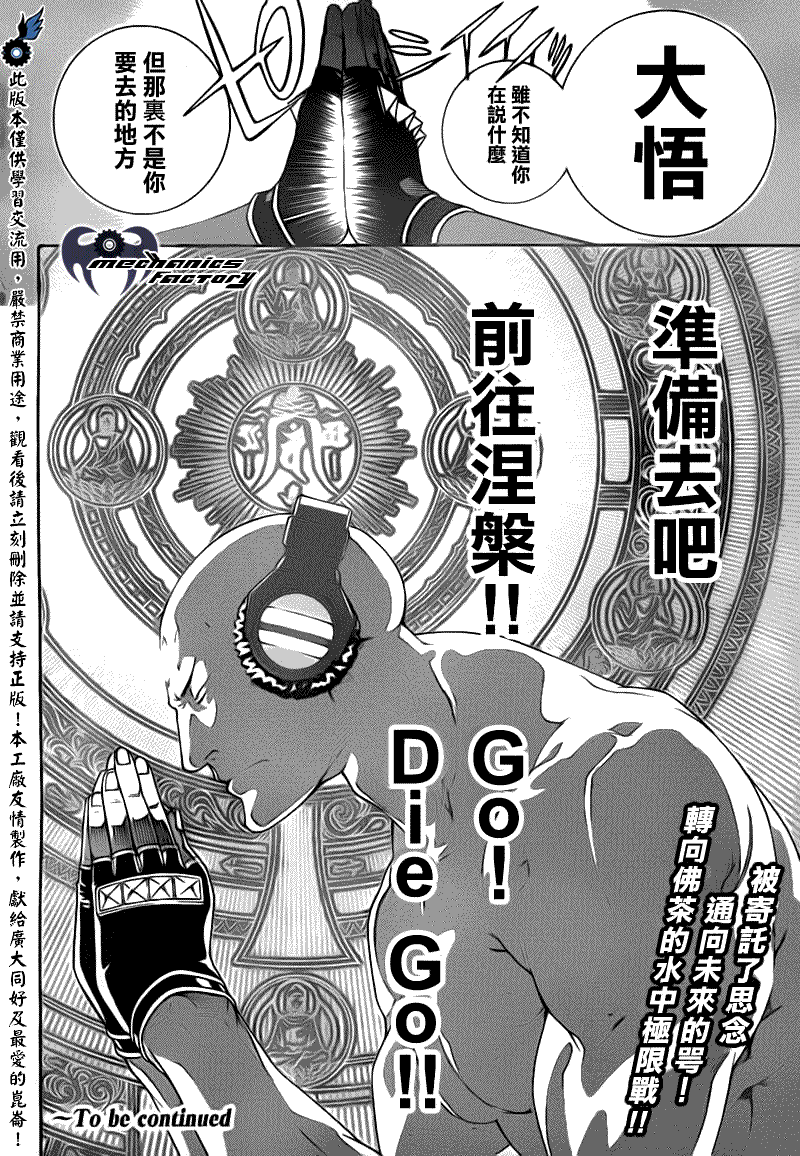 大悟
雖不知道你
在説什麼
但那裏不是你
要去的地方
mechanics
factory
準備去吧
前往涅槃!!
Go!
Die Go!!
被寄託了思念
通向未來的咢!
轉向佛茶的水中極限戰!!
~To be continued
此版本僅供學習交流用，嚴禁商業用途，觀看後請立刻刪除並請支持正版！本工廠友情製作，獻給廣大同好及最愛的崑崙！